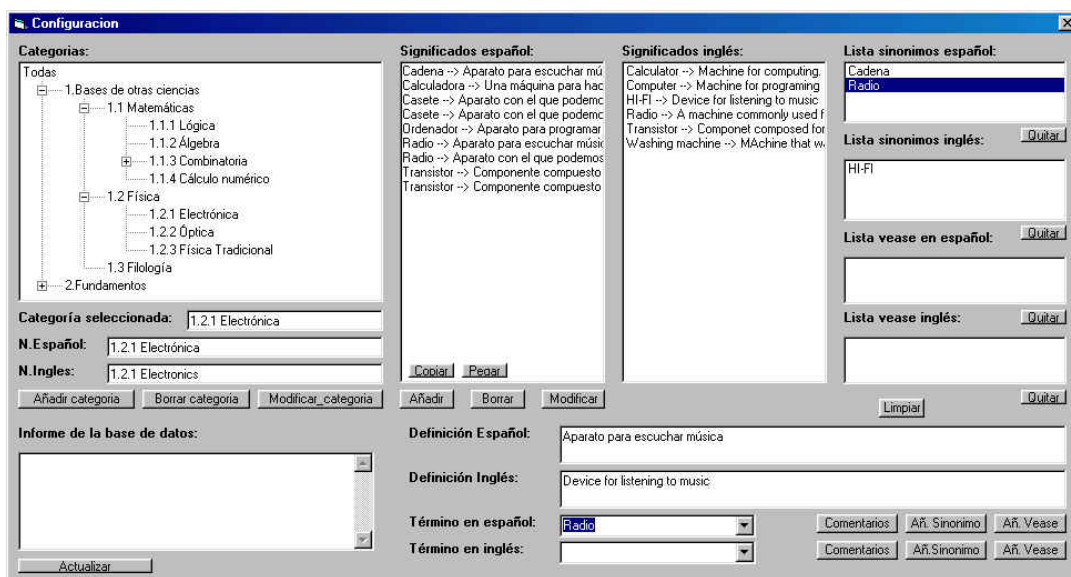 Configuracion
Categorias:
Todas
1.Bases de otras ciencias
1.1 Matemáticas
1.1.1 Lógica
1.1.2 Álgebra
1.1.3 Combinatoria
1.1.4 Cálculo numérico
1.2 Física
1.2.1 Electrónica
1.2.2 Óptica
1.2.3 Física Tradicional
1.3 Filología
2.Fundamentos
Categoría seleccionada: 1.2.1 Electrónica
N.Español: 1.2.1 Electrónica
N.Ingles: 1.2.1 Electronics
Añadir categoria Borrar categoria Modificar_categoria
Significados español:
Cadena --> Aparato para escuchar mú
Calculadora --> Una máquina para hac
Casete --> Aparato con el que podemc
Casete --> Aparato con el que podemc
Ordenador --> Aparato para programar
Radio --> Aparato para escuchar músic
Radio --> Aparato con el que podemos
Transistor --> Componente compuesto
Transistor --> Componente compuesto
Copiar Pegar
Añadir Borrar Modificar
Significados inglés:
Calculator --> Machine for computing.
Computer --> Machine for programing
HI-FI --> Device for listening to music
Radio --> A machine commonly used f
Transistor --> Componet composed for
Washing machine --> MAchine that w
Lista sinonimos español:
Cadena
Radio
Quitar
Lista sinonimos inglés:
HI-FI
Quitar
Lista vease en español:
Lista vease inglés:
Quitar
Quitar
Limpiar
Informe de la base de datos:
Actualizar
Definición Español: Aparato para escuchar música
Definición Inglés: Device for listening to music
Término en español: Radio
Comentarios Añ. Sinonimo Añ. Vease
Término en inglés:
Comentarios Añ.Sinonimo Añ. Vease